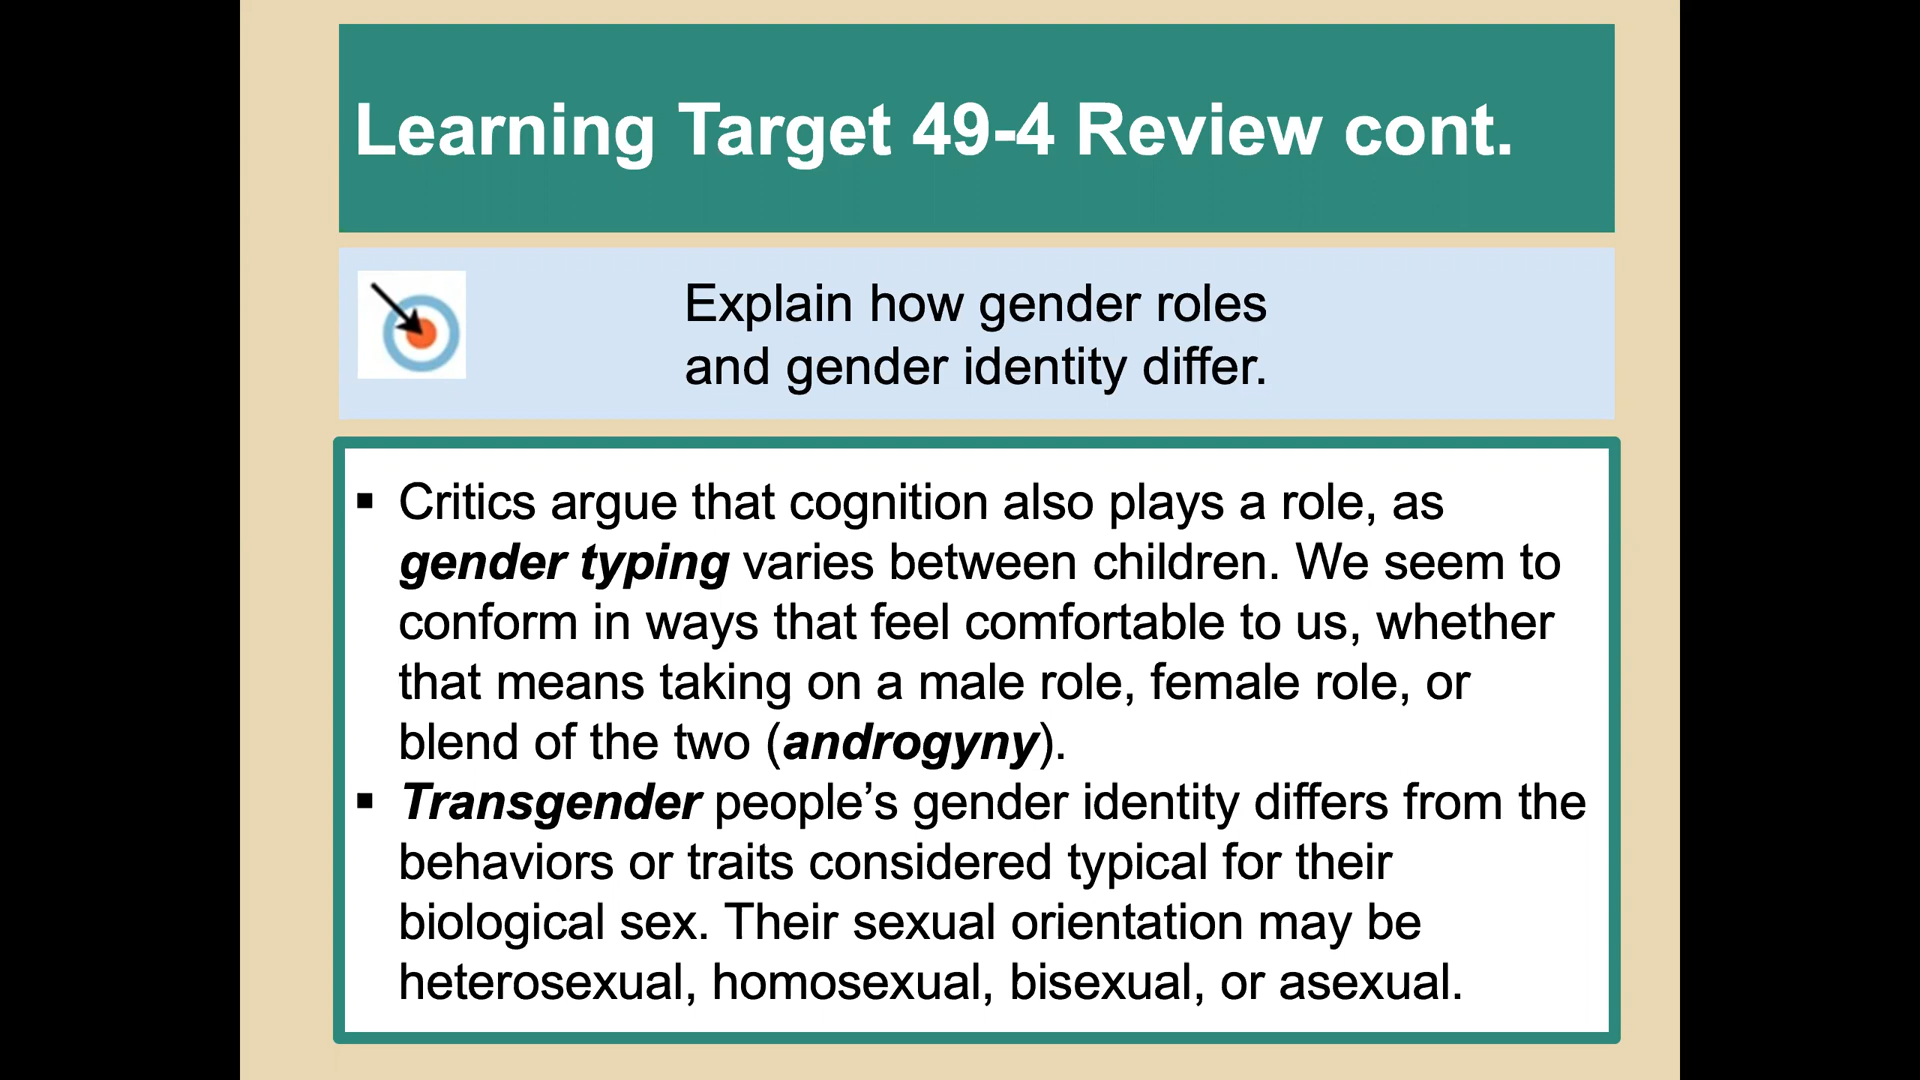 Learning Target 49-4 Review cont.
Explain how gender roles
and gender identity differ.
▪ Critics argue that cognition also plays a role, as
gender typing varies between children. We seem to
conform in ways that feel comfortable to us, whether
that means taking on a male role, female role, or
blend of the two (androgyny).
▪ Transgender people’s gender identity differs from the
behaviors or traits considered typical for their
biological sex. Their sexual orientation may be
heterosexual, homosexual, bisexual, or asexual.